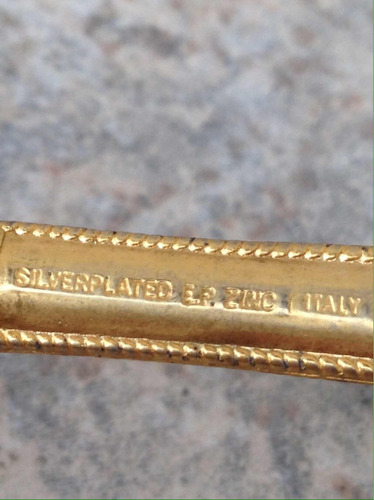 SILVERPLATED E.P. ZINC ITALY